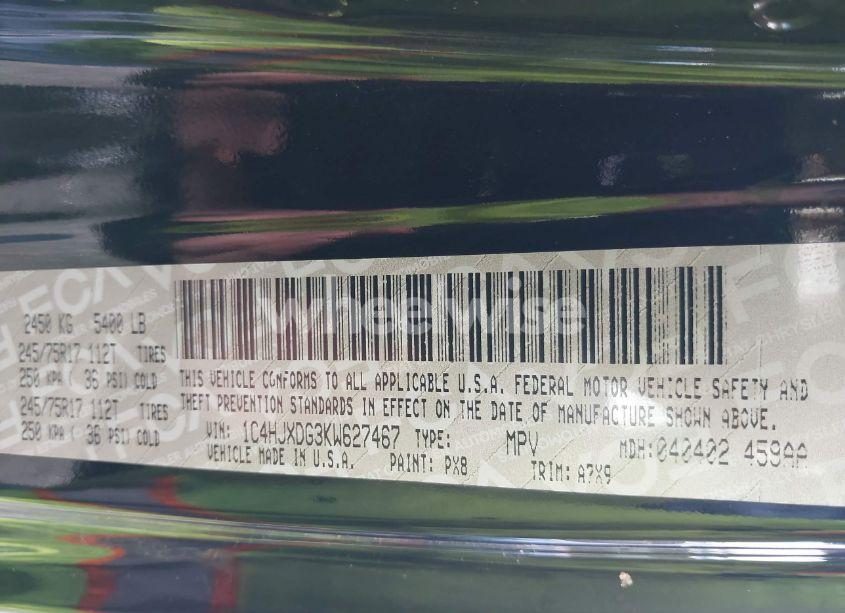 wheelwise
2450 KG 5400 LB
245/75R17 112T TIRES
250 KPA ( 36 PSI) COLD
245/75R17 112T TIRES
250 KPA ( 36 PSI) COLD
THIS VEHICLE CONFORMS TO ALL APPLICABLE U.S.A. FEDERAL MOTOR VEHICLE SAFETY AND
THEFT PREVENTION STANDARDS IN EFFECT ON THE DATE OF MANUFACTURE SHOWN ABOVE.
VIN: 1C4HJXDG3KW627467 TYPE: MPV MDH: 040402 459AA
VEHICLE MADE IN U.S.A. PAINT: PX8 TRIM: A7X9